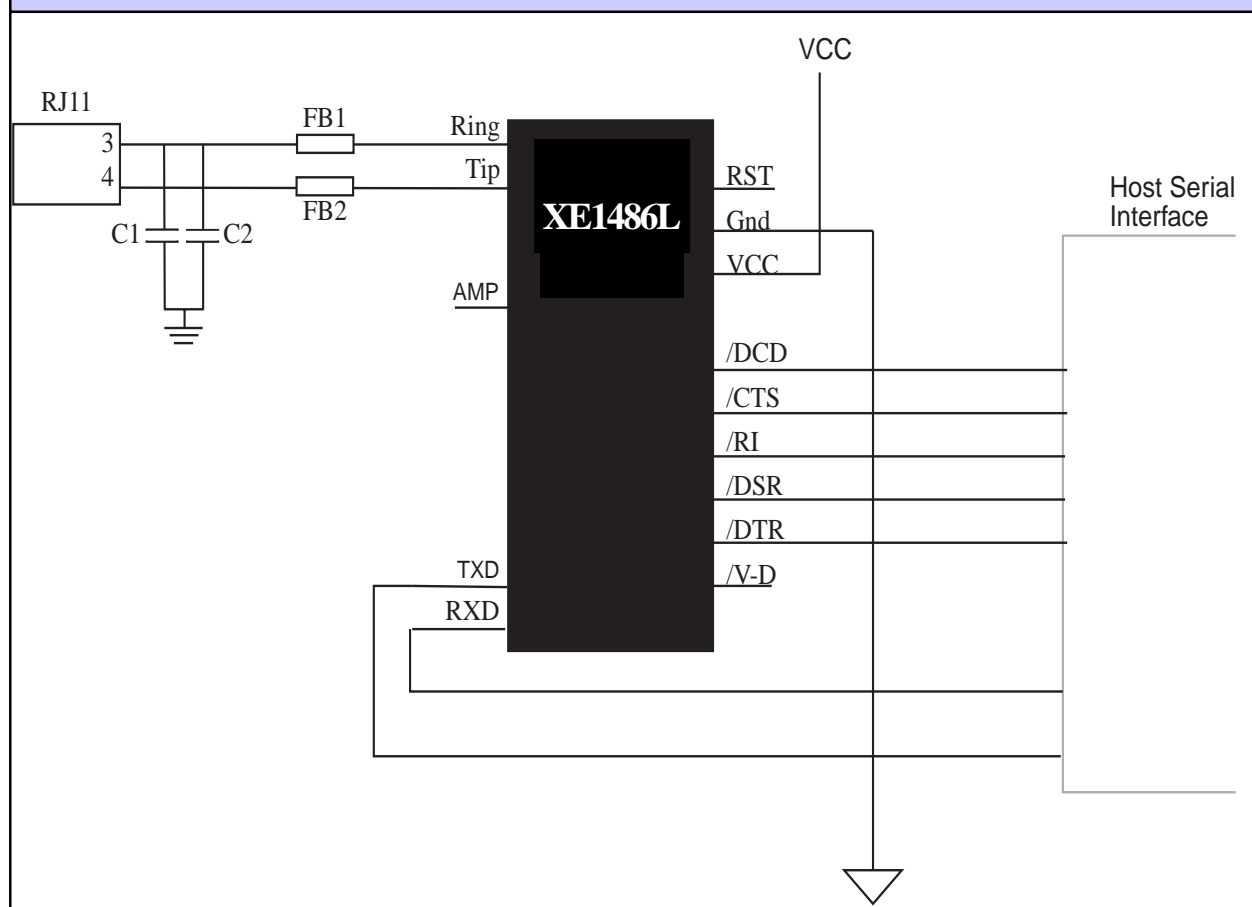 VCC
RJ11
3
4
FB1
FB2
Ring
Tip
C1
C2
AMP
XE1486L
RST
Gnd
VCC
Host Serial
Interface
/DCD
/CTS
/RI
/DSR
/DTR
/V-D
TXD
RXD